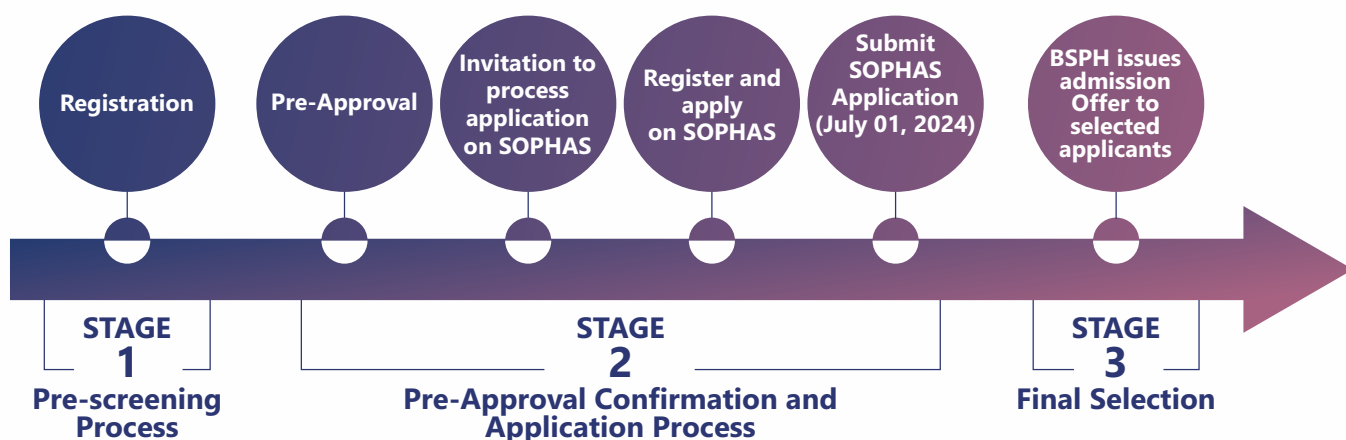 Registration
Pre-Approval
Invitation to
process
application
on SOPHAS
Register and
apply
on SOPHAS
Submit
SOPHAS
Application
(July 01, 2024)
BSPH issues
admission
Offer to
selected
applicants
STAGE
1
Pre-screening
Process
STAGE
2
Pre-Approval Confirmation and
Application Process
STAGE
3
Final Selection